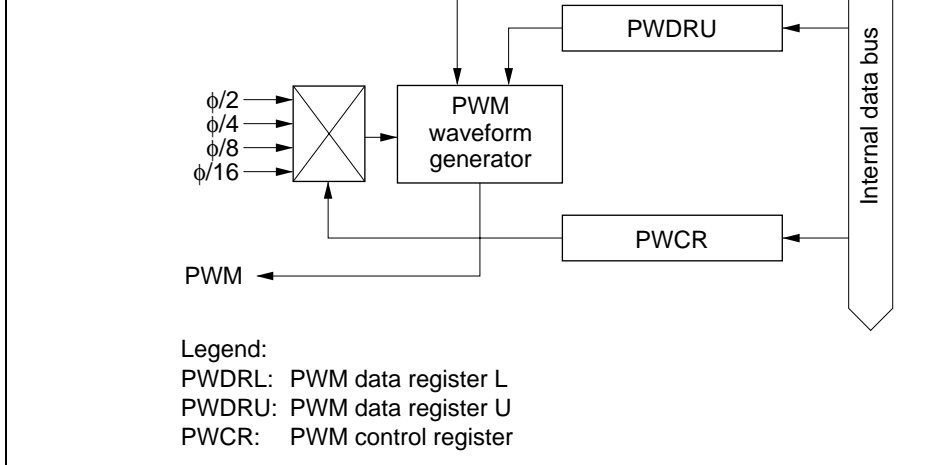 PWDRU
Internal data bus
ϕ/2
ϕ/4
ϕ/8
ϕ/16
PWM
waveform
generator
PWCR
PWM
Legend:
PWDRL: PWM data register L
PWDRU: PWM data register U
PWCR: PWM control register